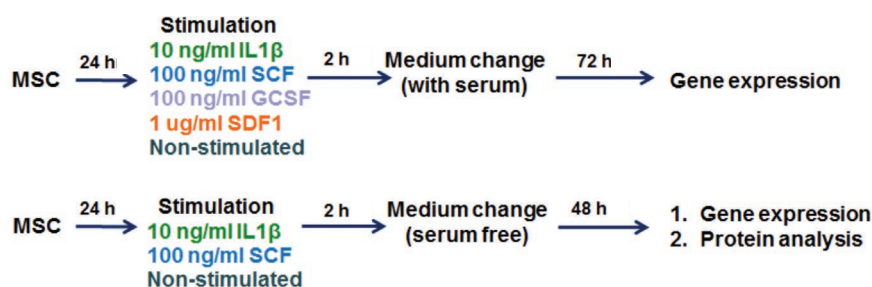 Stimulation
24 h
10 ng/ml IL1β
2 h
Medium change
72 h
MSC
100 ng/ml SCF
(with serum)
Gene expression
100 ng/ml GCSF
1 ug/ml SDF1
Non-stimulated
24 h
Stimulation
2 h
Medium change
48 h
1. Gene expression
MSC
10 ng/ml IL1β
(serum free)
2. Protein analysis
100 ng/ml SCF
Non-stimulated